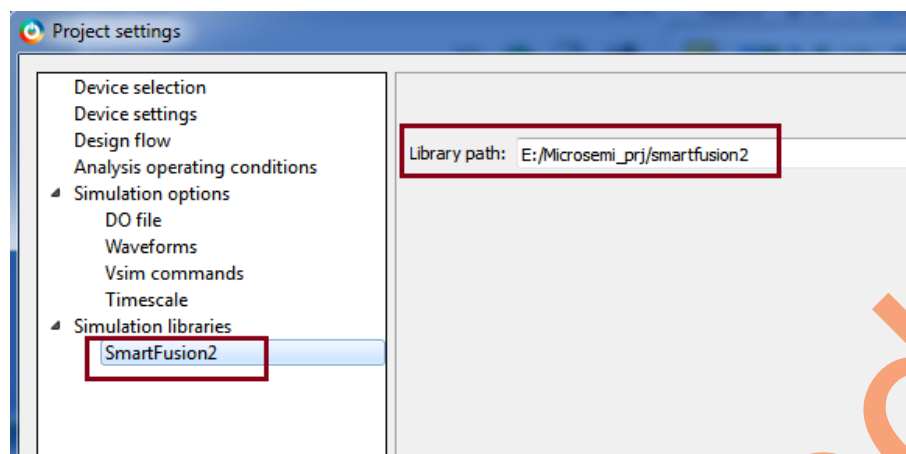 Project settings
Device selection
Device settings
Design flow
Analysis operating conditions
Simulation options
DO file
Waveforms
Vsim commands
Timescale
Simulation libraries
SmartFusion2
Library path: E:/Microsemi_prj/smartfusion2